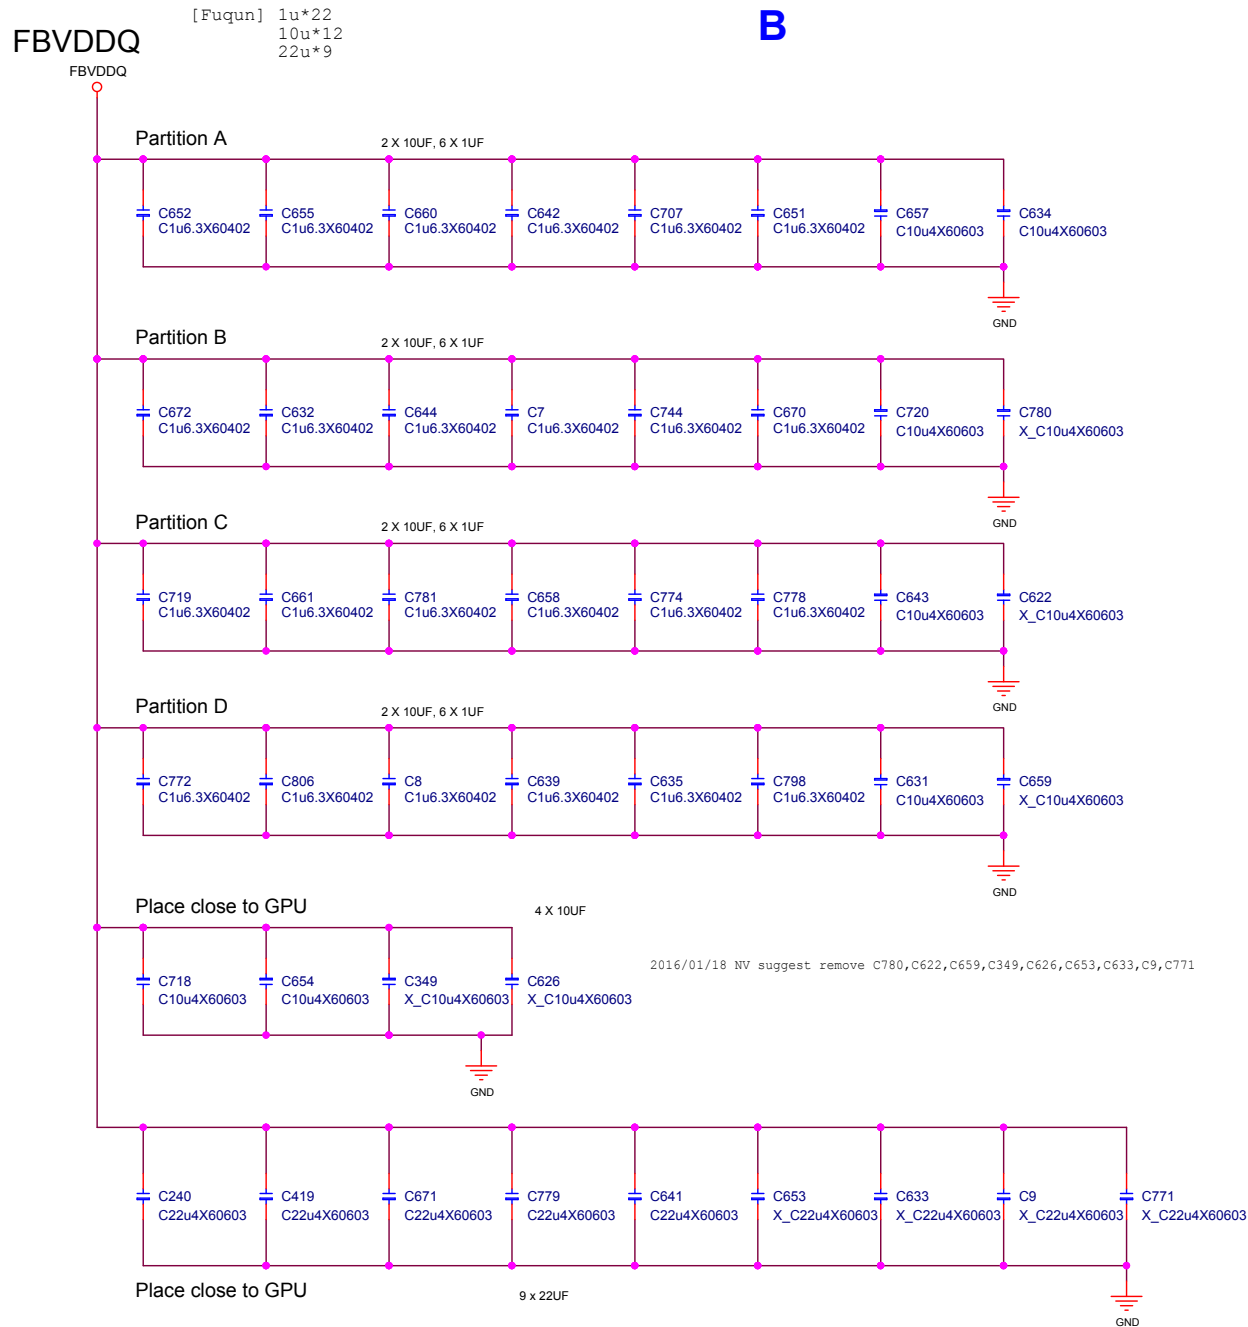 [Fuqun] 1u*22
10u*12
22u*9
B
FBVDDQ
FBVDDQ
Partition A
2 X 10UF, 6 X 1UF
C652 C655 C660 C642 C707 C651 C657 C634
C1u6.3X60402 C1u6.3X60402 C1u6.3X60402 C1u6.3X60402 C1u6.3X60402 C1u6.3X60402 C10u4X60603 C10u4X60603
GND
Partition B
2 X 10UF, 6 X 1UF
C672 C632 C644 C7 C744 C670 C720 C780
C1u6.3X60402 C1u6.3X60402 C1u6.3X60402 C1u6.3X60402 C1u6.3X60402 C1u6.3X60402 C10u4X60603 X_C10u4X60603
GND
Partition C
2 X 10UF, 6 X 1UF
C719 C661 C781 C658 C774 C778 C643 C622
C1u6.3X60402 C1u6.3X60402 C1u6.3X60402 C1u6.3X60402 C1u6.3X60402 C1u6.3X60402 C10u4X60603 X_C10u4X60603
GND
Partition D
2 X 10UF, 6 X 1UF
C772 C806 C8 C639 C635 C798 C631 C659
C1u6.3X60402 C1u6.3X60402 C1u6.3X60402 C1u6.3X60402 C1u6.3X60402 C1u6.3X60402 C10u4X60603 X_C10u4X60603
GND
Place close to GPU
4 X 10UF
2016/01/18 NV suggest remove C780,C622,C659,C349,C626,C653,C633,C9,C771
C718 C654 C349 C626
C10u4X60603 C10u4X60603 X_C10u4X60603 X_C10u4X60603
GND
C240 C419 C671 C779 C641 C653 C633 C9 C771
C22u4X60603 C22u4X60603 C22u4X60603 C22u4X60603 C22u4X60603 X_C22u4X60603 X_C22u4X60603 X_C22u4X60603 X_C22u4X60603
Place close to GPU
9 x 22UF
GND